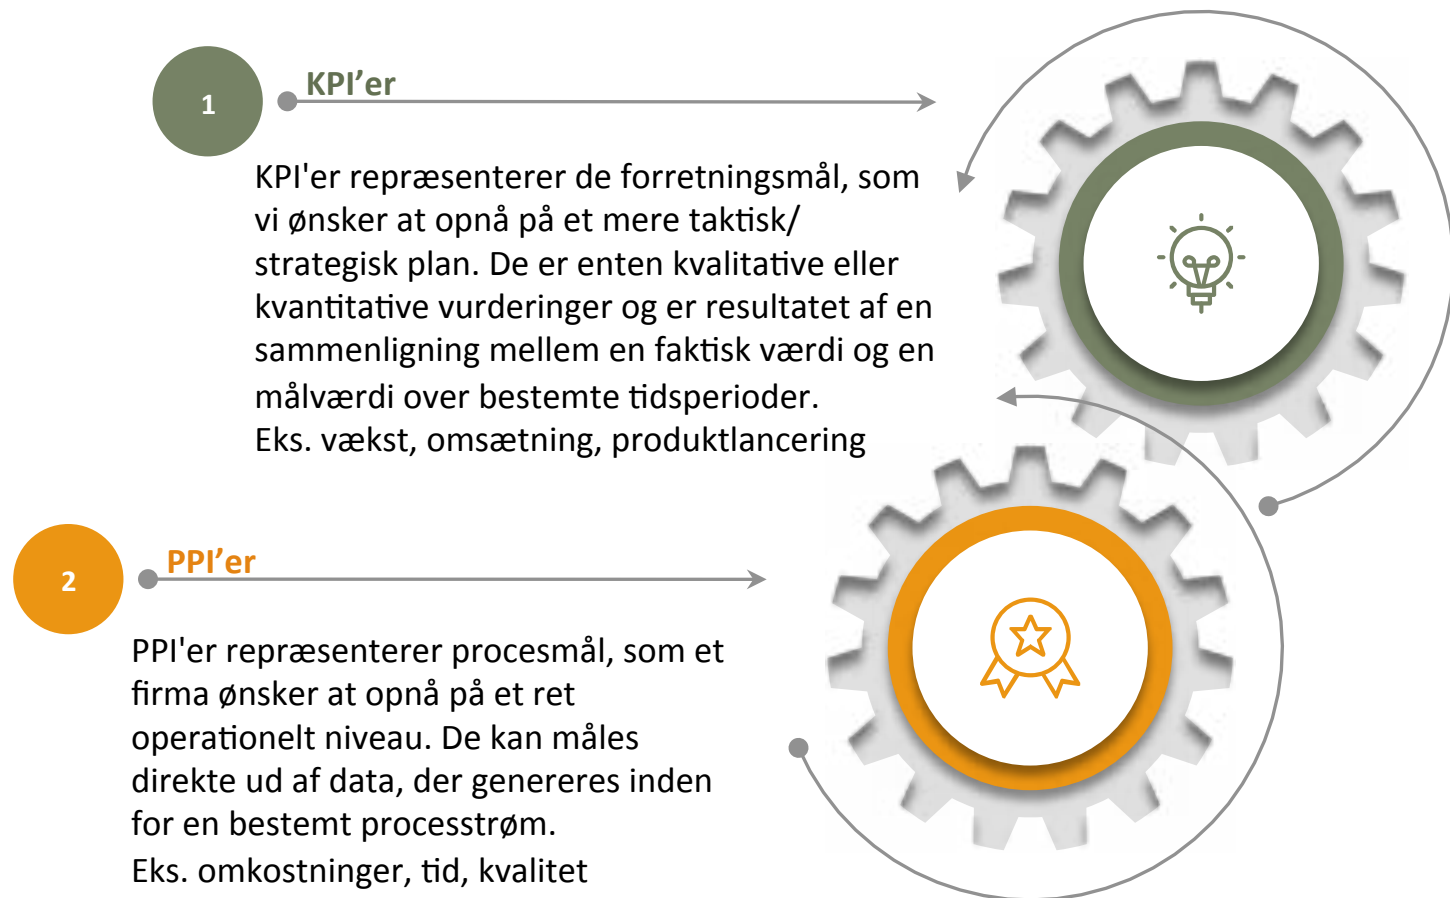 1
KPI’er
KPI'er repræsenterer de forretningsmål, som
vi ønsker at opnå på et mere taktisk/
strategisk plan. De er enten kvalitative eller
kvantitative vurderinger og er resultatet af en
sammenligning mellem en faktisk værdi og en
målværdi over bestemte tidsperioder.
Eks. vækst, omsætning, produktlancering
2
PPI’er
PPI'er repræsenterer procesmål, som et
firma ønsker at opnå på et ret
operationelt niveau. De kan måles
direkte ud af data, der genereres inden
for en bestemt processtrøm.
Eks. omkostninger, tid, kvalitet